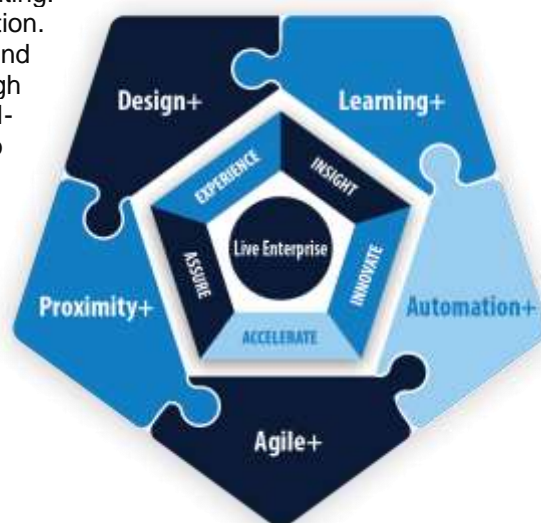 Design+
Learning+
EXPERIENCE
INSIGHT
Live Enterprise
ASSURE
INNOVATE
Proximity+
Automation+
ACCELERATE
Agile+